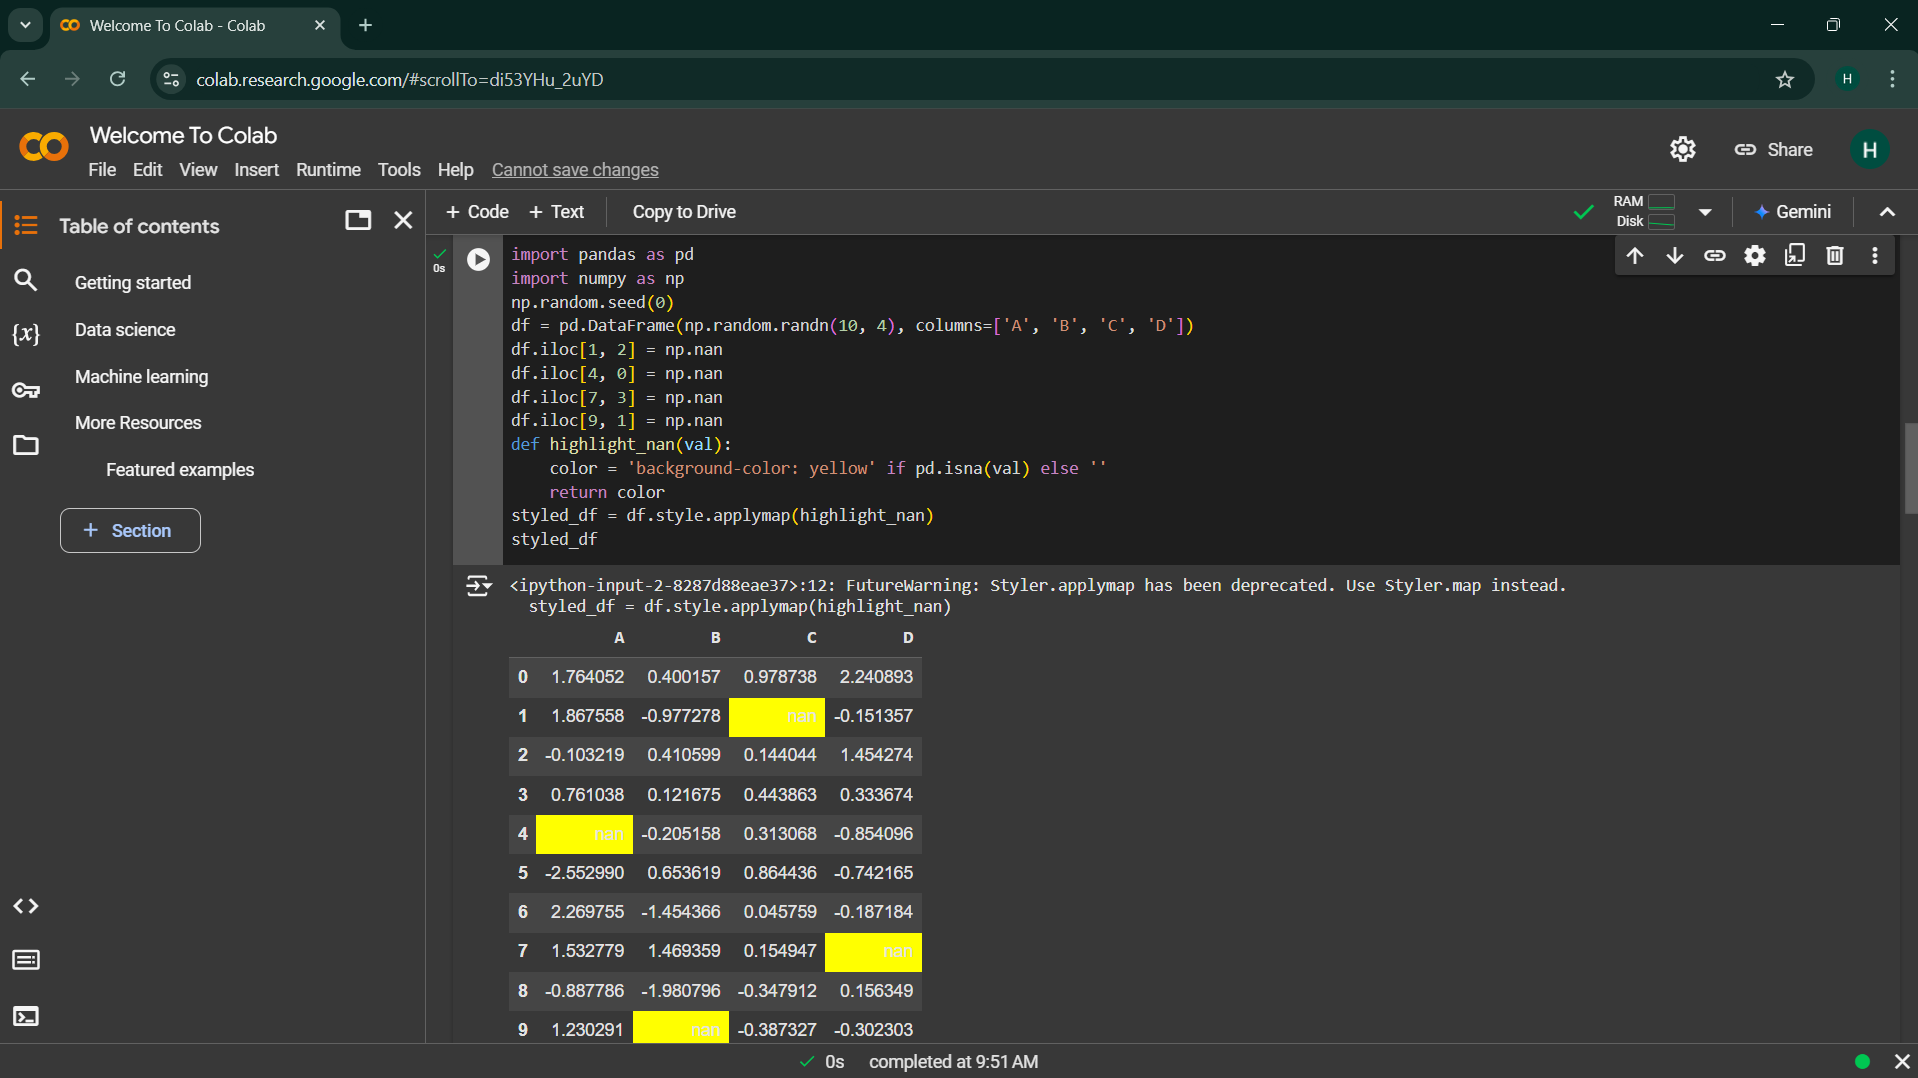 Welcome To Colab - Colab
colab.research.google.com/#scrollTo=di53YHu_2uYD
H
Welcome To Colab
File Edit View Insert Runtime Tools Help Cannot save changes
Share
H
Table of contents
Getting started
Data science
Machine learning
More Resources
Featured examples
+ Section
+ Code + Text Copy to Drive
RAM
Disk
Gemini
0s
import pandas as pd
import numpy as np
np.random.seed(0)
df = pd.DataFrame(np.random.randn(10, 4), columns=['A', 'B', 'C', 'D'])
df.iloc[1, 2] = np.nan
df.iloc[4, 0] = np.nan
df.iloc[7, 3] = np.nan
df.iloc[9, 1] = np.nan
def highlight_nan(val):
    color = 'background-color: yellow' if pd.isna(val) else ''
    return color
styled_df = df.style.applymap(highlight_nan)
styled_df
<ipython-input-2-8287d88eae37>:12: FutureWarning: Styler.applymap has been deprecated. Use Styler.map instead.
  styled_df = df.style.applymap(highlight_nan)
A B C D
0 1.764052 0.400157 0.978738 2.240893
1 1.867558 -0.977278 nan -0.151357
2 -0.103219 0.410599 0.144044 1.454274
3 0.761038 0.121675 0.443863 0.333674
4 nan -0.205158 0.313068 -0.854096
5 -2.552990 0.653619 0.864436 -0.742165
6 2.269755 -1.454366 0.045759 -0.187184
7 1.532779 1.469359 0.154947 nan
8 -0.887786 -1.980796 -0.347912 0.156349
9 1.230291 nan -0.387327 -0.302303
0s completed at 9:51 AM